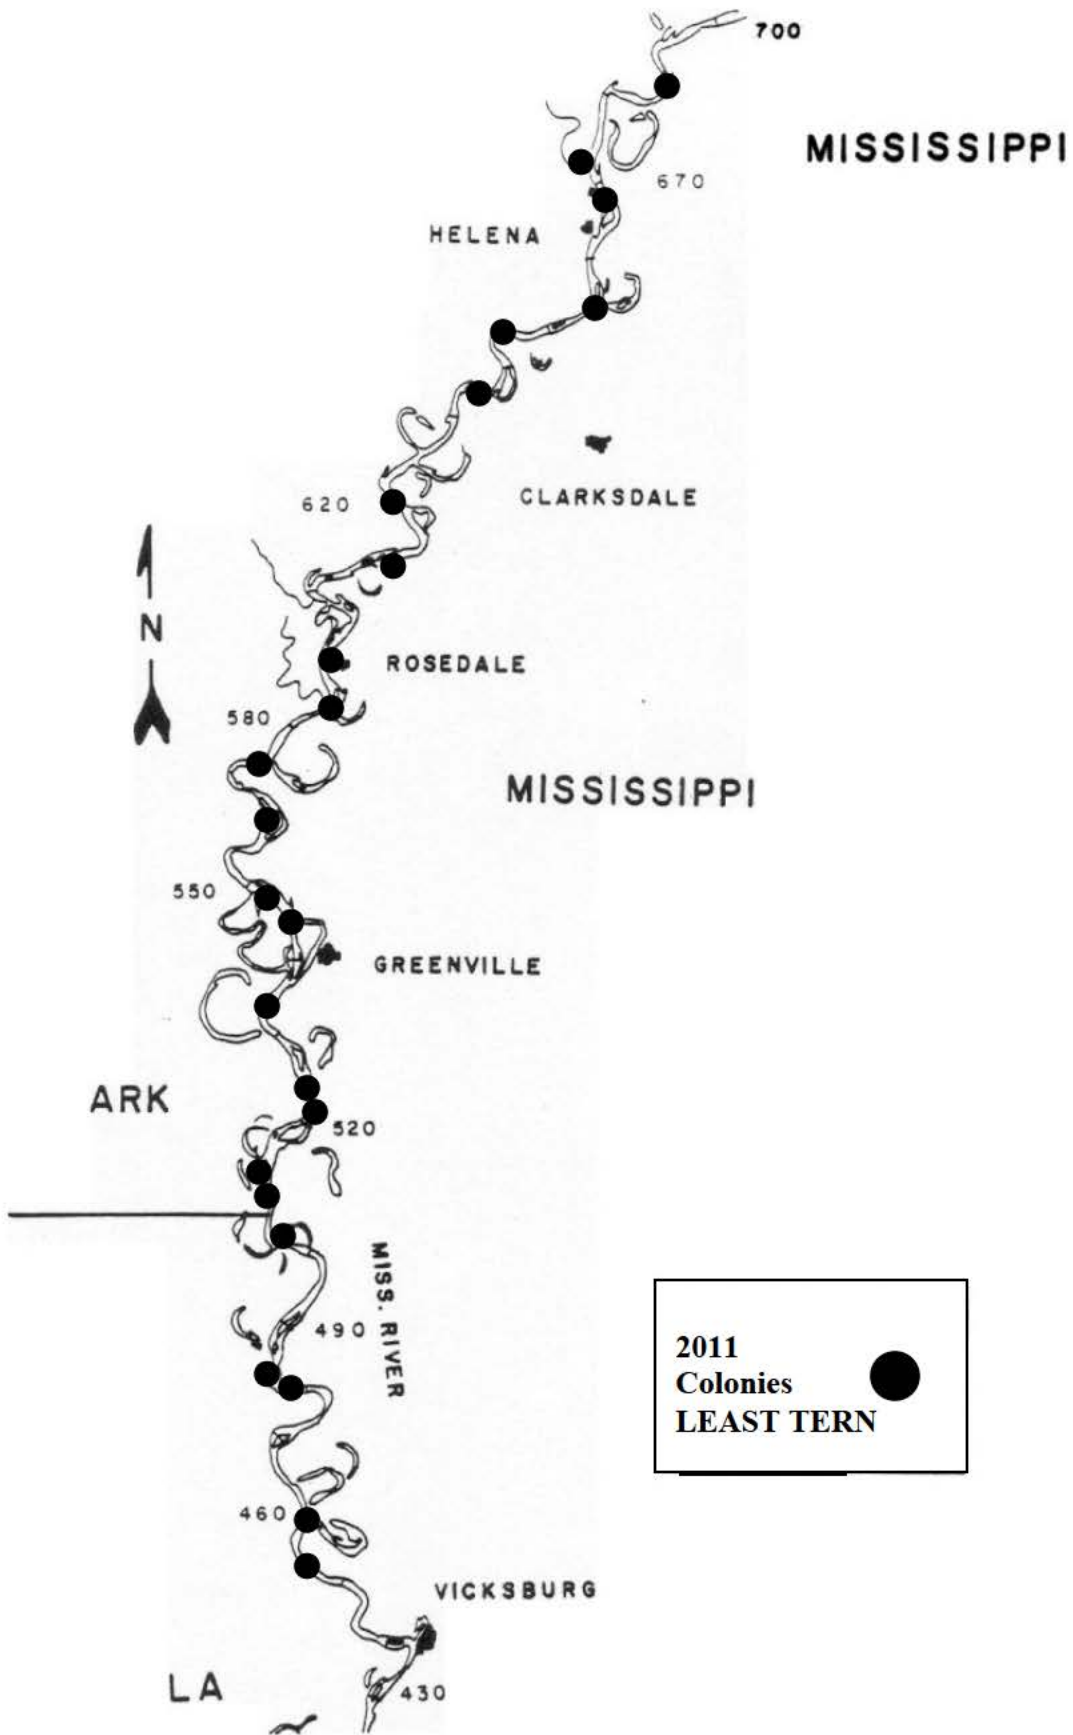 700
MISSISSIPPI
670
HELENA
620
CLARKSDALE
N
ROSEDALE
580
MISSISSIPPI
550
GREENVILLE
ARK
520
MISS. RIVER
490
2011
Colonies
LEAST TERN
460
VICKSBURG
LA
430